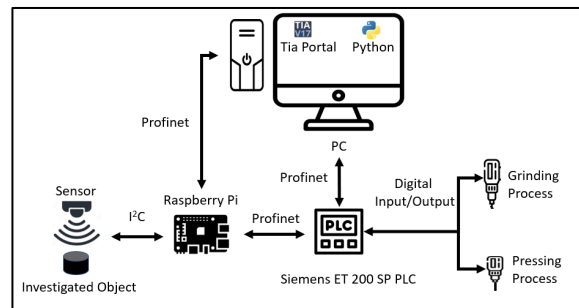 TIA
V17
Tia Portal
Python
Profinet
PC
Profinet
Sensor
Raspberry Pi
I²C
Profinet
Digital
Input/Output
Grinding
Process
PLC
Pressing
Process
Siemens ET 200 SP PLC
Investigated Object